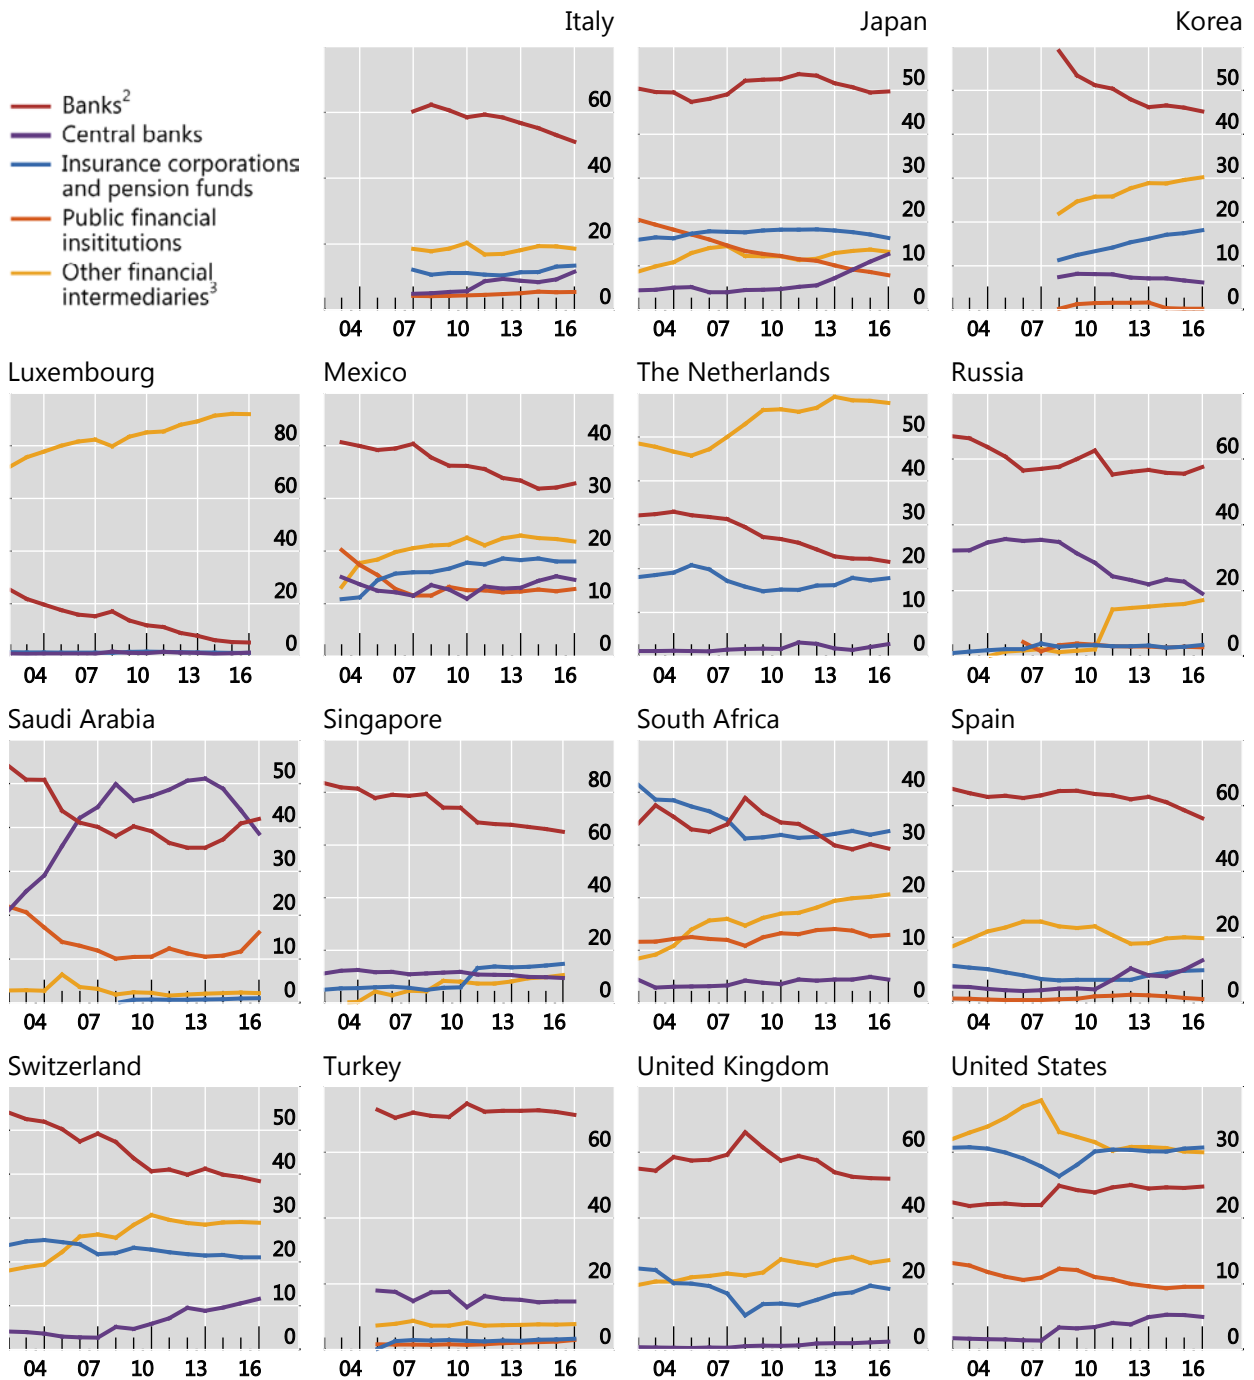 Italy
Japan
Korea
Banks2
Central banks
Insurance corporations
and pension funds
Public financial
insititutions
Other financial
intermediaries3
60
40
20
0
04 07 10 13 16
50
40
30
20
10
0
04 07 10 13 16
50
40
30
20
10
0
04 07 10 13 16
Luxembourg
80
60
40
20
0
04 07 10 13 16
Mexico
40
30
20
10
0
04 07 10 13 16
The Netherlands
50
40
30
20
10
0
04 07 10 13 16
Russia
60
40
20
0
04 07 10 13 16
Saudi Arabia
50
40
30
20
10
0
04 07 10 13 16
Singapore
80
60
40
20
0
04 07 10 13 16
South Africa
40
30
20
10
0
04 07 10 13 16
Spain
60
40
20
0
04 07 10 13 16
Switzerland
50
40
30
20
10
0
04 07 10 13 16
Turkey
60
40
20
0
04 07 10 13 16
United Kingdom
60
40
20
0
04 07 10 13 16
United States
30
20
10
0
04 07 10 13 16